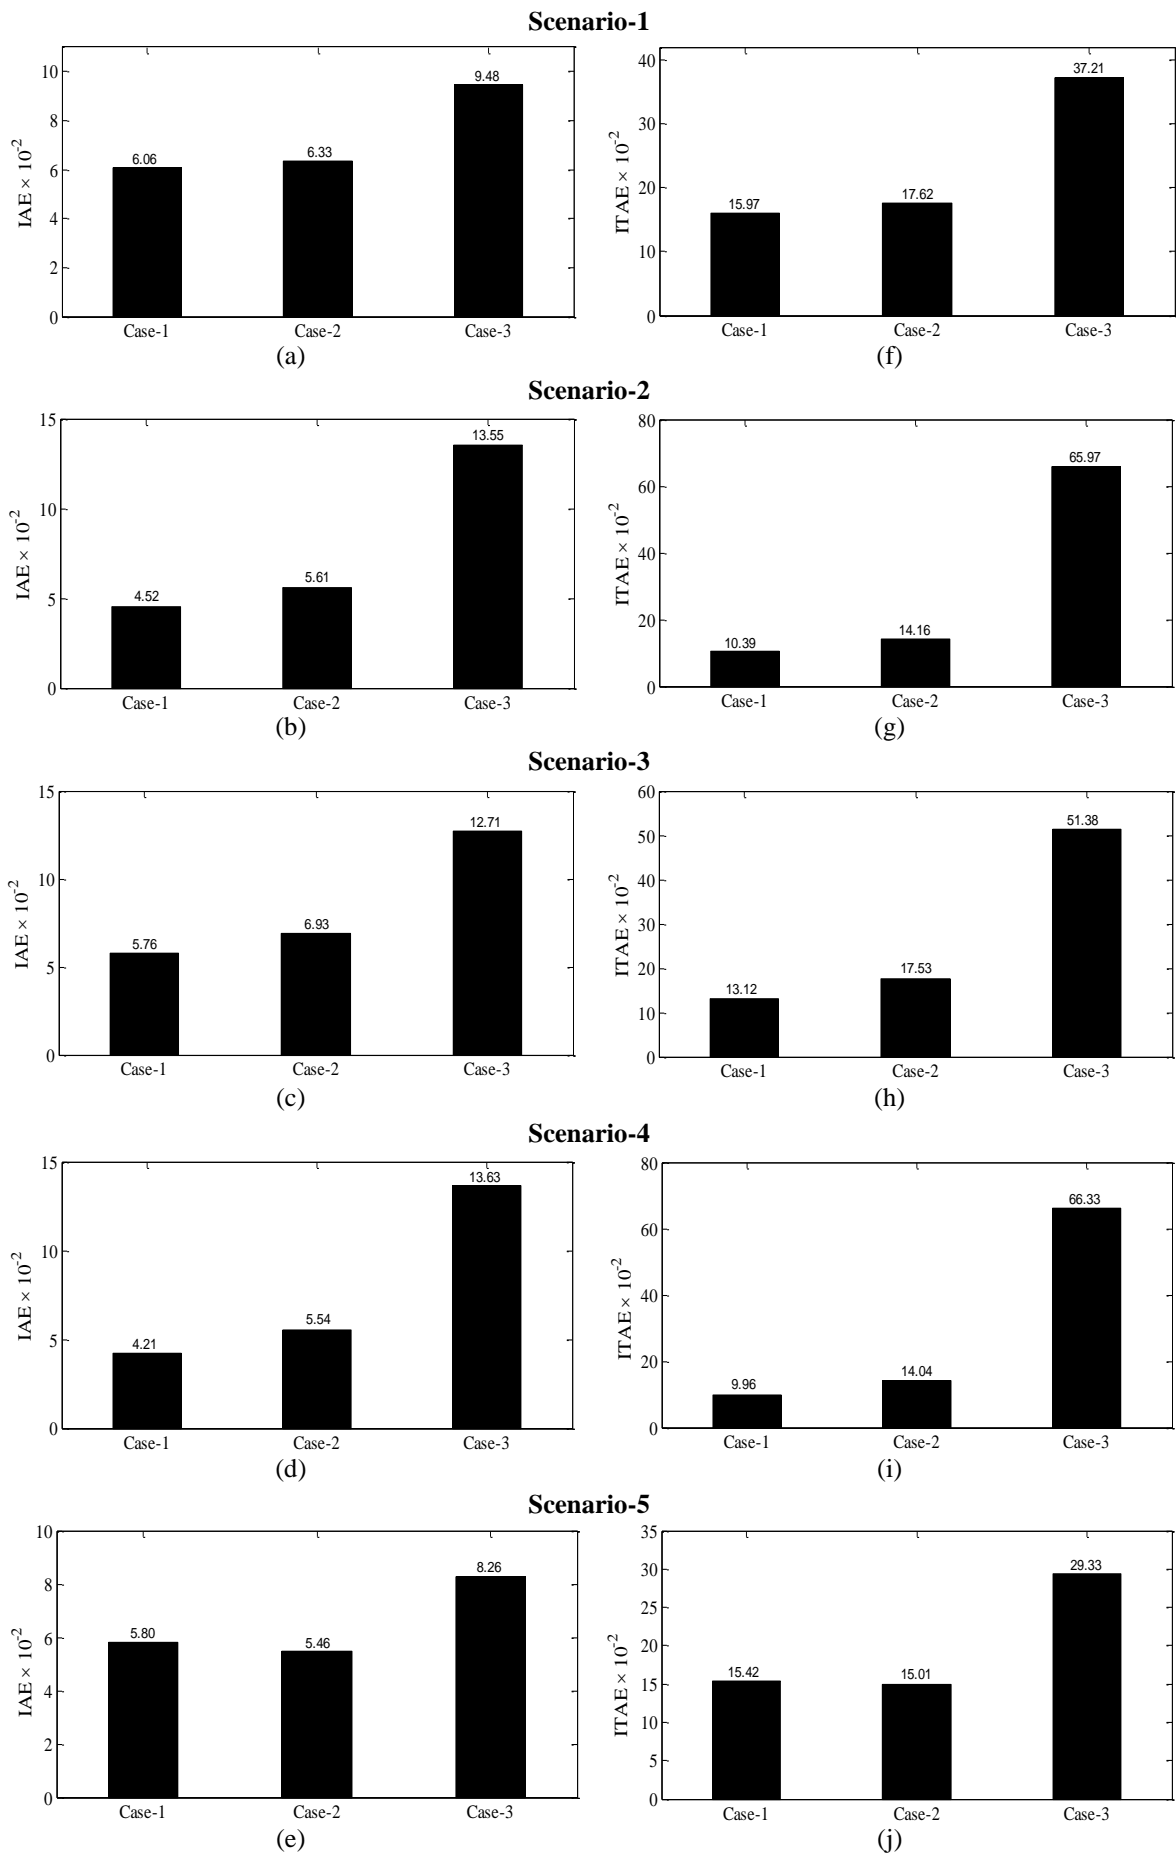 Scenario-1
10
8
6
4
2
0
IAE × 10^-2
6.06
6.33
9.48
Case-1 Case-2 Case-3
(a)
40
30
20
10
0
ITAE × 10^-2
15.97
17.62
37.21
Case-1 Case-2 Case-3
(f)
Scenario-2
15
10
5
0
IAE × 10^-2
4.52
5.61
13.55
Case-1 Case-2 Case-3
(b)
80
60
40
20
0
ITAE × 10^-2
10.39
14.16
65.97
Case-1 Case-2 Case-3
(g)
Scenario-3
15
10
5
0
IAE × 10^-2
5.76
6.93
12.71
Case-1 Case-2 Case-3
(c)
60
50
40
30
20
10
0
ITAE × 10^-2
13.12
17.53
51.38
Case-1 Case-2 Case-3
(h)
Scenario-4
15
10
5
0
IAE × 10^-2
4.21
5.54
13.63
Case-1 Case-2 Case-3
(d)
80
60
40
20
0
ITAE × 10^-2
9.96
14.04
66.33
Case-1 Case-2 Case-3
(i)
Scenario-5
10
8
6
4
2
0
IAE × 10^-2
5.80
5.46
8.26
Case-1 Case-2 Case-3
(e)
35
30
25
20
15
10
5
0
ITAE × 10^-2
15.42
15.01
29.33
Case-1 Case-2 Case-3
(j)